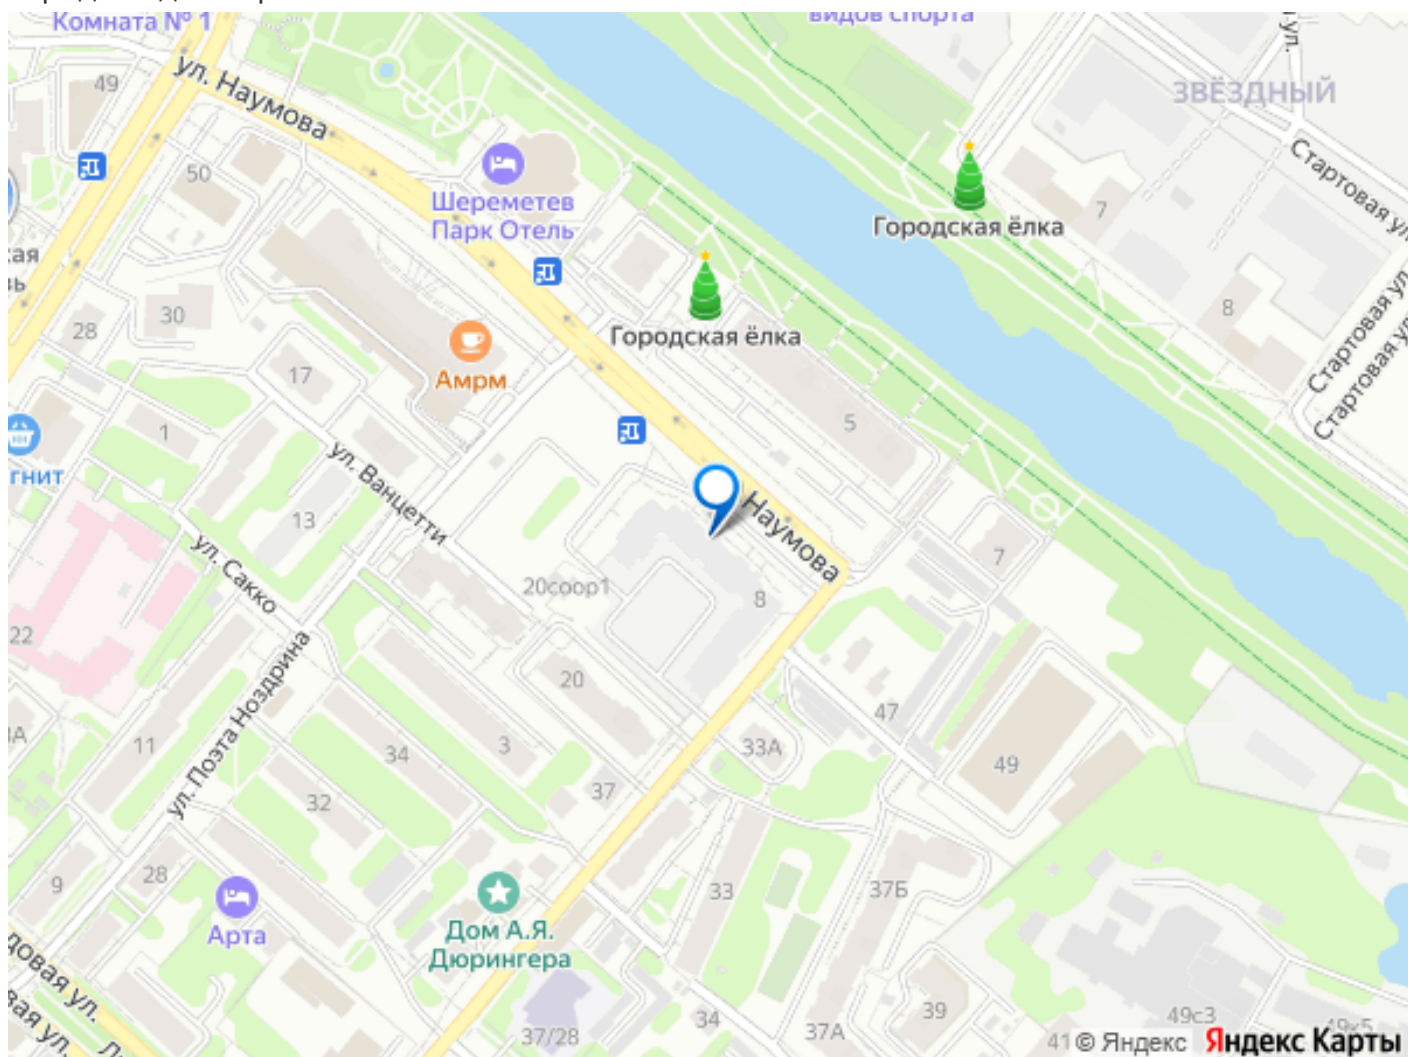 Комната № 1
видов спорта
49
ул. Наумова
ЗВЁЗДНЫЙ
50
Шереметев
Парк Отель
7
Стартовая ул.
Городская ёлка
28
30
Городская ёлка
8
Стартовая ул.
Стартовая ул.
Амрм
17
1
5
ул. Ванцетти
13
Наумова
ул. Сакко
7
20соор1
8
22
20
ул. Поэта Ноздрина
47
11
34
3
33А
49
32
37
28
9
33
37Б
Арта
Дом А.Я.
Дюрингера
37/28
34
37А
39
49с3
49к5
41
© Яндекс
Яндекс Карты